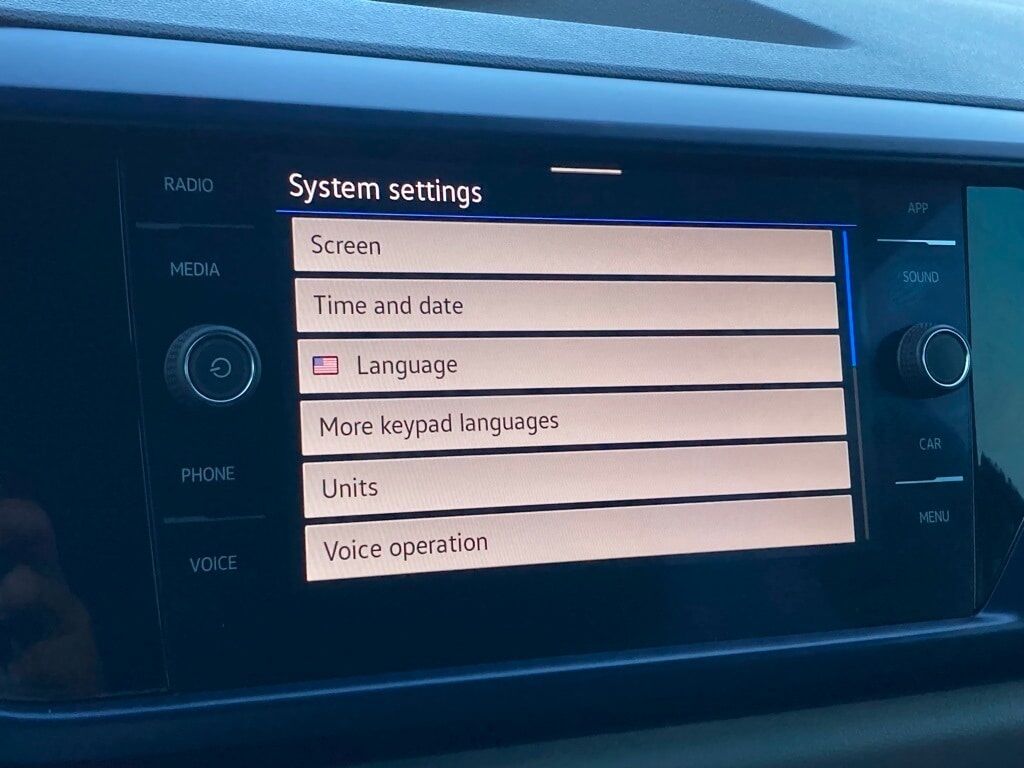 RADIO
MEDIA
PHONE
VOICE
System settings
Screen
Time and date
Language
More keypad languages
Units
Voice operation
APP
SOUND
CAR
MENU